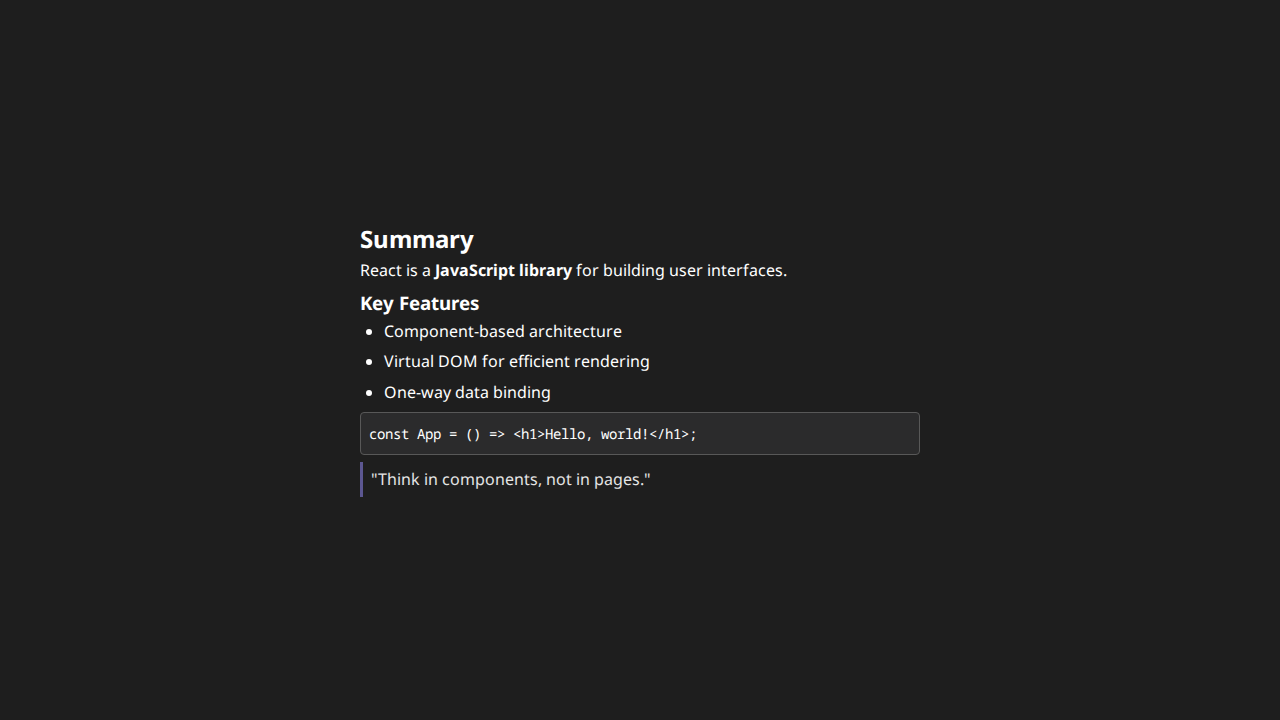 Summary
React is a JavaScript library for building user interfaces.
Key Features
Component-based architecture
Virtual DOM for efficient rendering
One-way data binding
const App = () => <h1>Hello, world!</h1>;
"Think in components, not in pages."